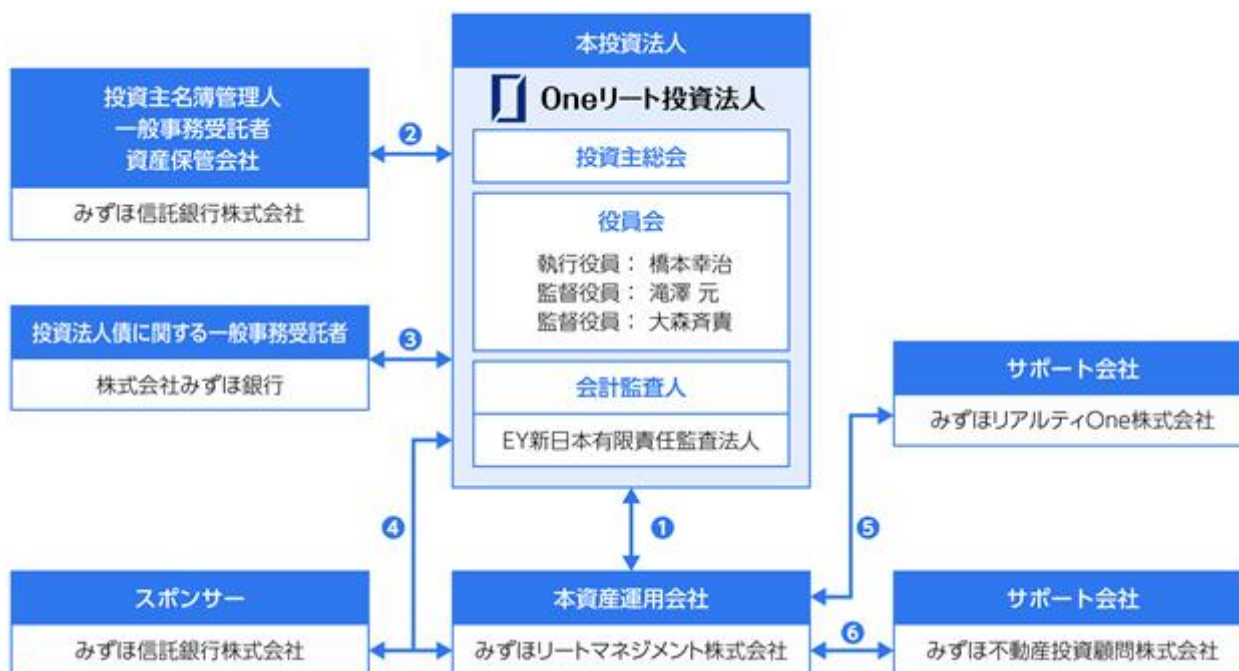 本投資法人
Oneリート投資法人
投資主総会
役員会
執行役員： 橋本幸治
監督役員： 滝澤 元
監督役員： 大森斉貴
会計監査人
EY新日本有限責任監査法人
投資主名簿管理人
一般事務受託者
資産保管会社
みずほ信託銀行株式会社
❷
投資法人債に関する一般事務受託者
株式会社みずほ銀行
❸
サポート会社
みずほリアルティOne株式会社
❹
❶
❺
スポンサー
みずほ信託銀行株式会社
本資産運用会社
みずほリートマネジメント株式会社
❻
サポート会社
みずほ不動産投資顧問株式会社